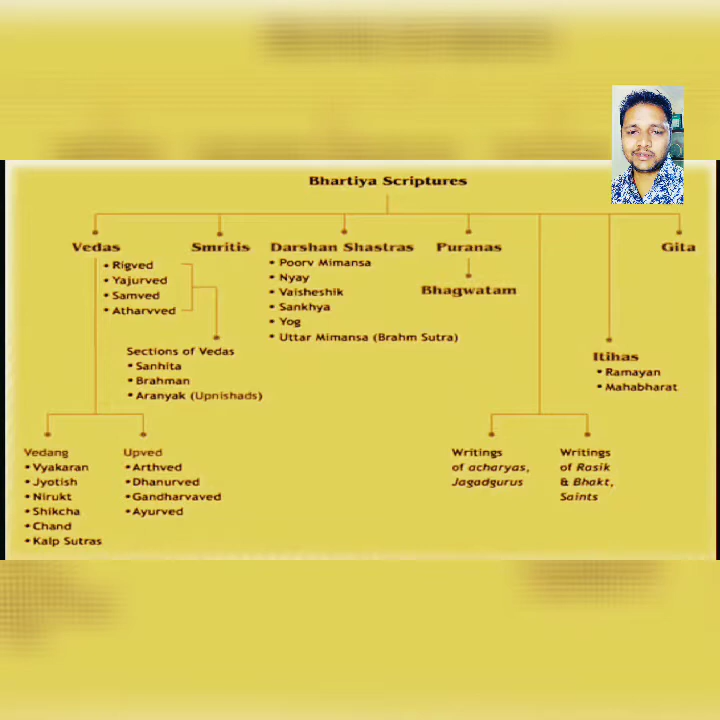 Bhartiya Scriptures
Vedas
• Rigved
• Yajurved
• Samved
• Atharvved
Sections of Vedas
• Sanhita
• Brahman
• Aranyak (Upnishads)
Vedang
• Vyakaran
• Jyotish
• Nirukt
• Shikcha
• Chand
• Kalp Sutras
Upved
• Arthved
• Dhanurved
• Gandharvaved
• Ayurved
Smritis
Darshan Shastras
• Poorv Mimansa
• Nyay
• Vaisheshik
• Sankhya
• Yog
• Uttar Mimansa (Brahm Sutra)
Puranas
Bhagwatam
Writings
of acharyas,
Jagadgurus
Writings
of Rasik
& Bhakt,
Saints
Itihas
• Ramayan
• Mahabharat
Gita